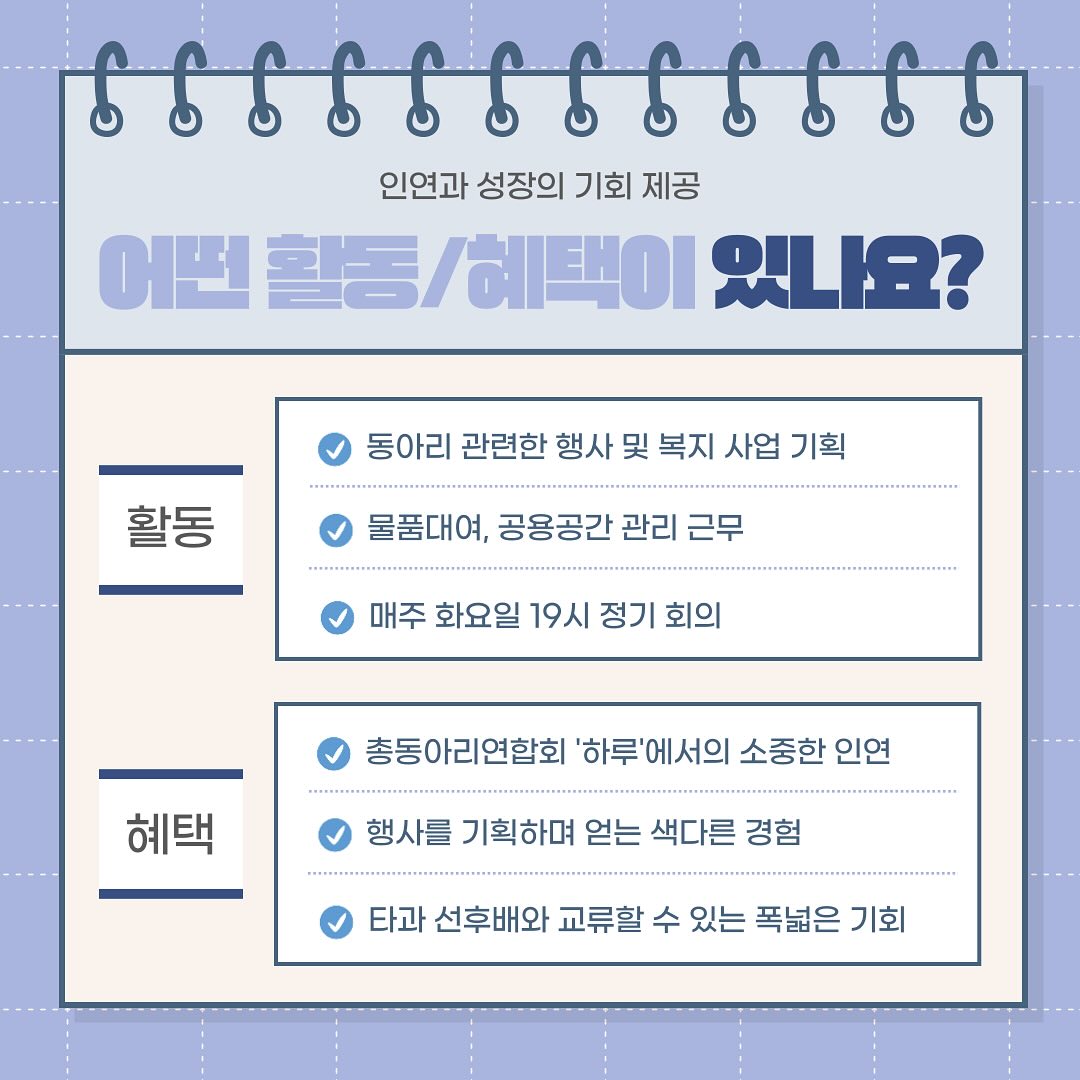 인연과 성장의 기회 제공
어떤 활동/혜택이 있나요?
활동
동아리 관련한 행사 및 복지 사업 기획
물품대여, 공용공간 관리 근무
매주 화요일 19시 정기 회의
혜택
총동아리연합회 '하루'에서의 소중한 인연
행사를 기획하며 얻는 색다른 경험
타과 선후배와 교류할 수 있는 폭넓은 기회